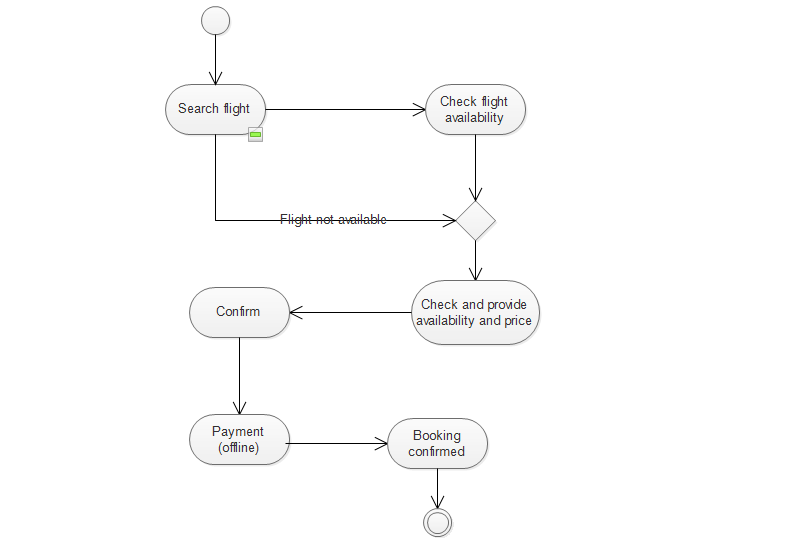 Search flight
Check flight
availability
Flight not available
Check and provide
availability and price
Confirm
Payment
(offline)
Booking
confirmed